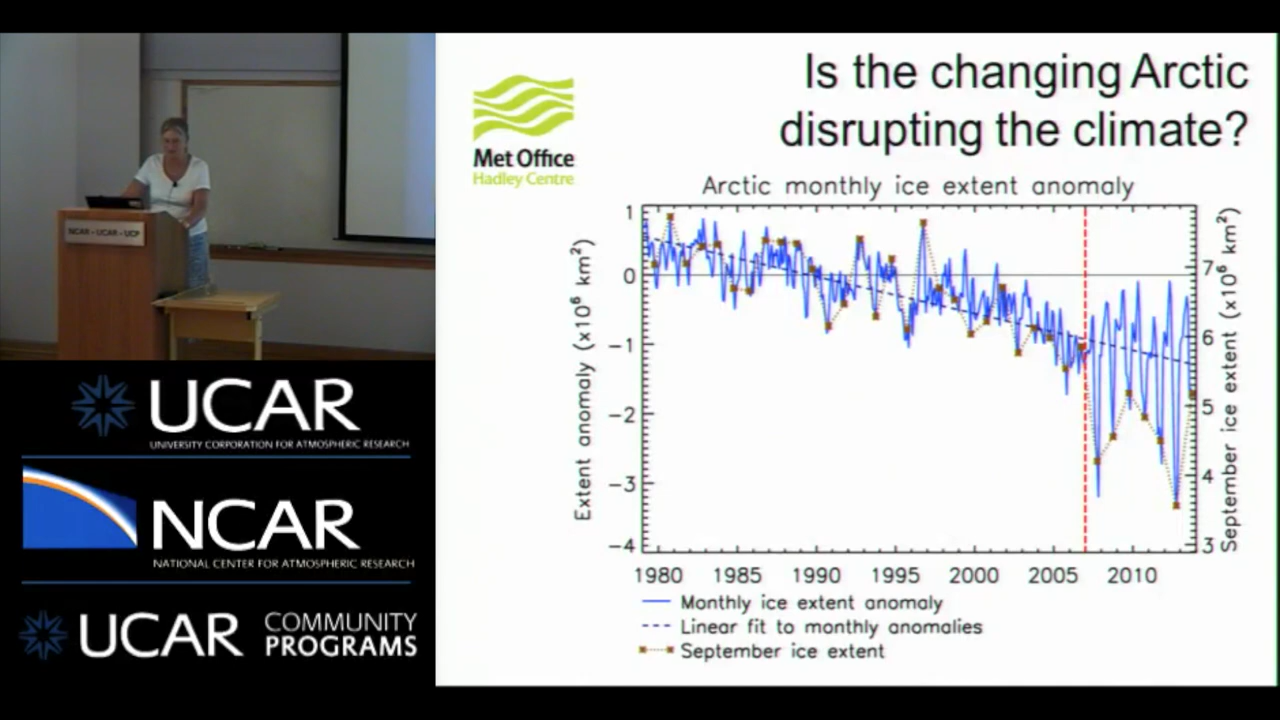 Is the changing Arctic
disrupting the climate?
Met Office
Hadley Centre
Arctic monthly ice extent anomaly
Extent anomaly (x10⁶ km²)
1
0
−1
−2
−3
−4
September ice extent (x10⁶ km²)
7
6
5
4
3
1980 1985 1990 1995 2000 2005 2010
Monthly ice extent anomaly
Linear fit to monthly anomalies
September ice extent
NCAR - UCAR - UCP
UCAR
UNIVERSITY CORPORATION FOR ATMOSPHERIC RESEARCH
NCAR
NATIONAL CENTER FOR ATMOSPHERIC RESEARCH
UCAR COMMUNITY
PROGRAMS